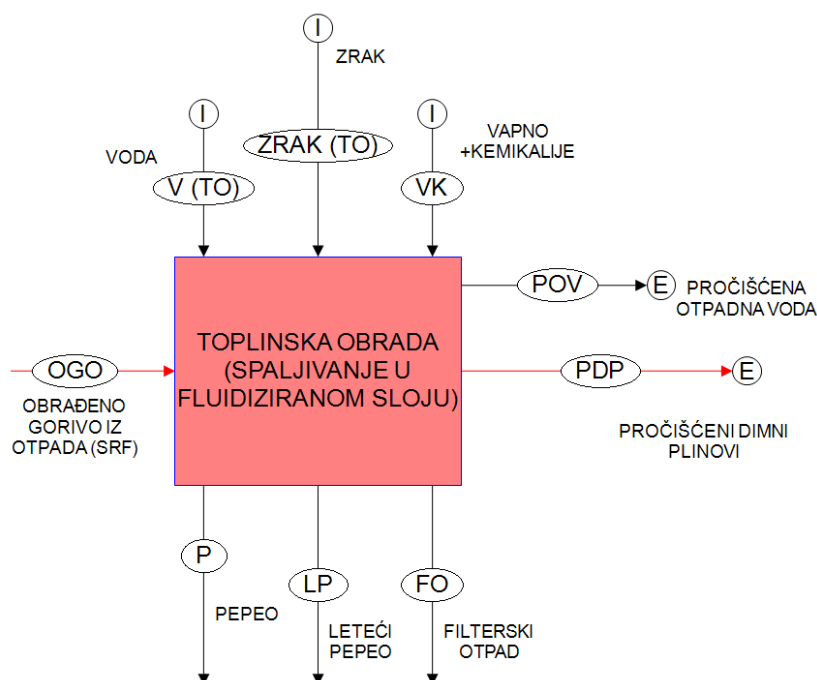 I
ZRAK
I
I
VODA
ZRAK (TO)
VAPNO
+KEMIKALIJE
V (TO)
VK
POV
E
PROČIŠĆENA
OTPADNA VODA
TOPLINSKA OBRADA
(SPALJIVANJE U
FLUIDIZIRANOM SLOJU)
OGO
PDP
E
OBRAĐENO
GORIVO IZ
OTPADA (SRF)
PROČIŠĆENI DIMNI
PLINOVI
P
LP
FO
PEPEO
LETEĆI
PEPEO
FILTERSKI
OTPAD